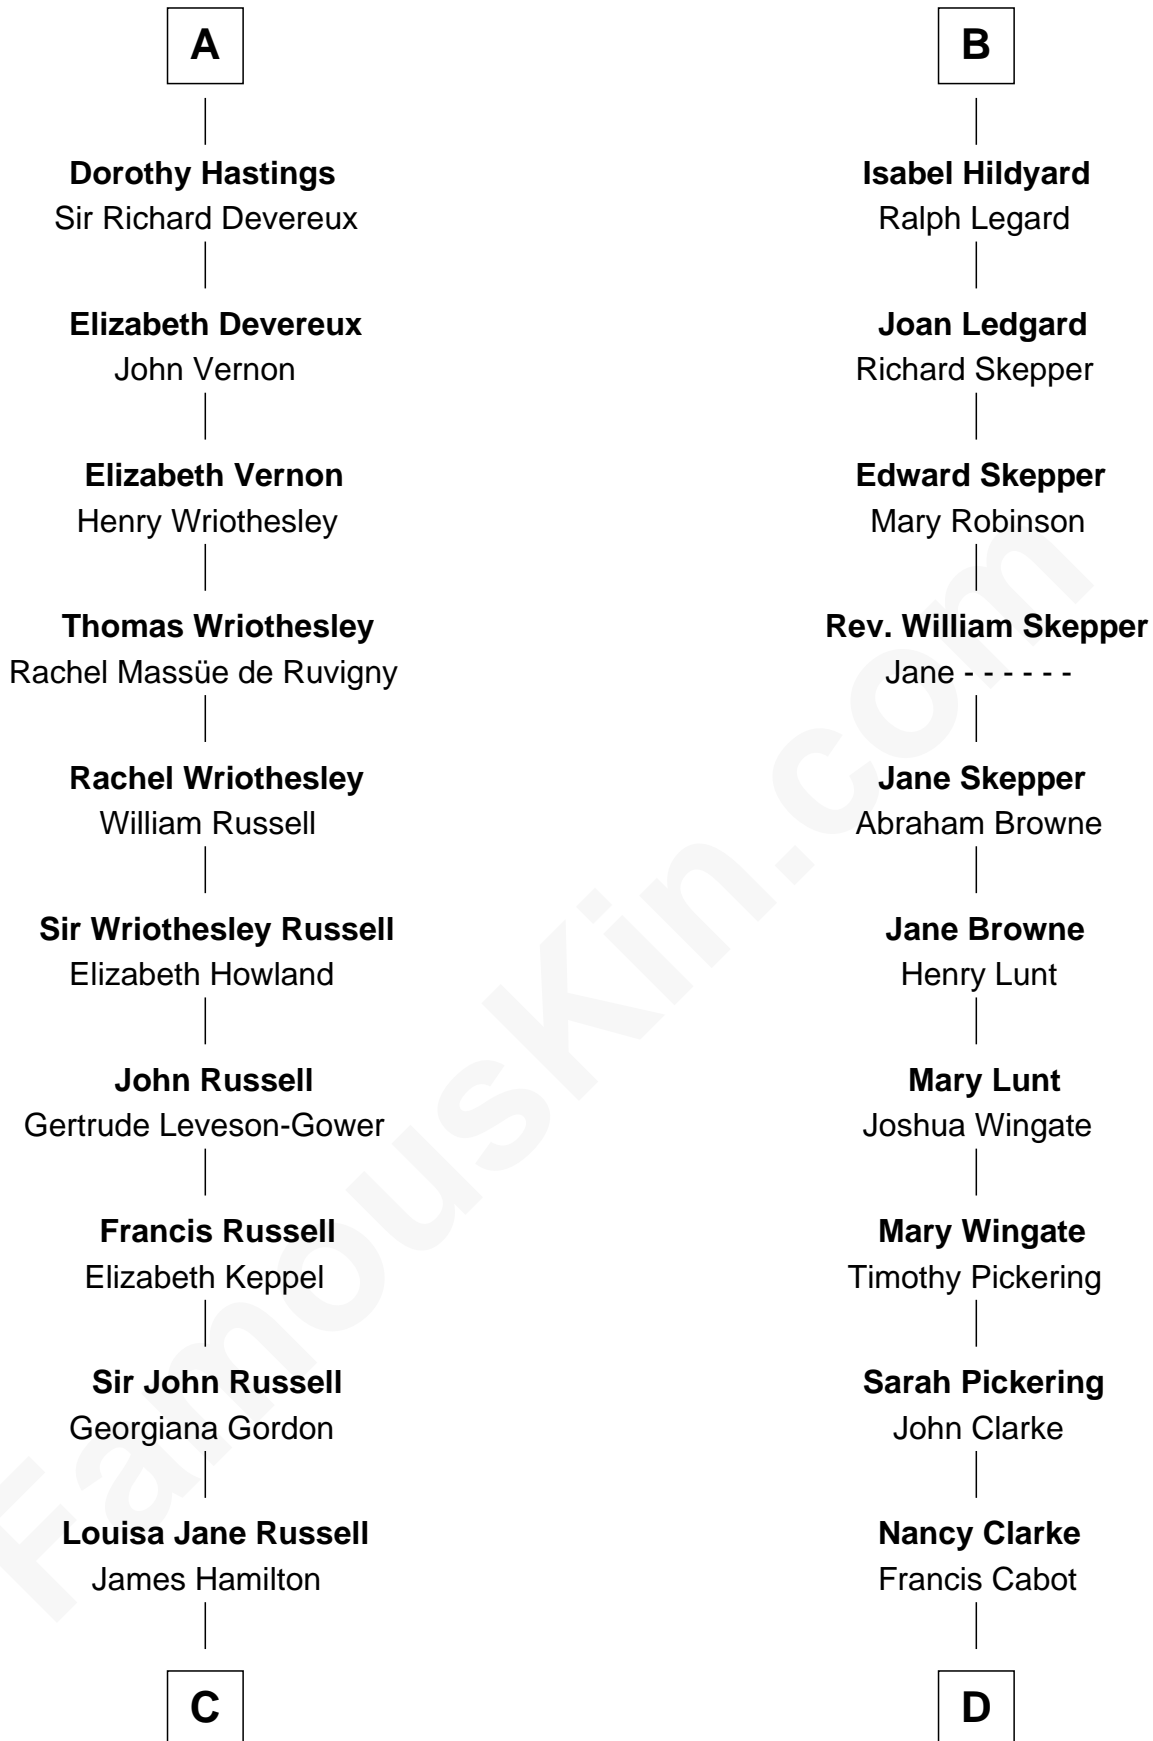 A
Dorothy Hastings
Sir Richard Devereux
Elizabeth Devereux
John Vernon
Elizabeth Vernon
Henry Wriothesley
Thomas Wriothesley
Rachel Massüe de Ruvigny
Rachel Wriothesley
William Russell
Sir Wriothesley Russell
Elizabeth Howland
John Russell
Gertrude Leveson-Gower
Francis Russell
Elizabeth Keppel
Sir John Russell
Georgiana Gordon
Louisa Jane Russell
James Hamilton
C
B
Isabel Hildyard
Ralph Legard
Joan Ledgard
Richard Skepper
Edward Skepper
Mary Robinson
Rev. William Skepper
Jane - - - - - -
Jane Skepper
Abraham Browne
Jane Browne
Henry Lunt
Mary Lunt
Joshua Wingate
Mary Wingate
Timothy Pickering
Sarah Pickering
John Clarke
Nancy Clarke
Francis Cabot
D
FamousKin.com